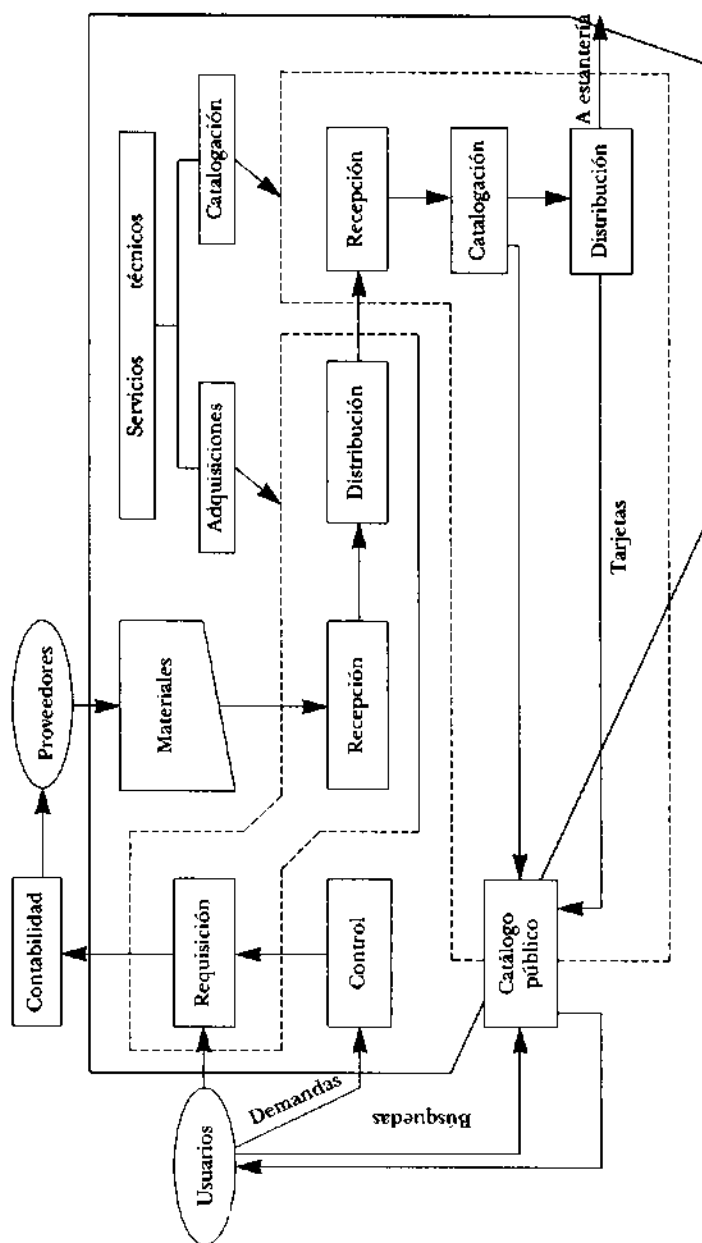 Proveedores
Contabilidad
Servicios técnicos
Materiales
Adquisiciones
Catalogación
Usuarios
Requisición
Demandas
Control
Recepción
Distribución
Recepción
Búsquedas
Catálogo
público
Catalogación
Tarjetas
Distribución
A estantería